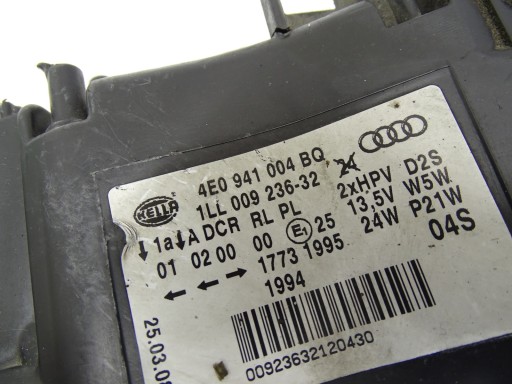 HELLA
4E0 941 004 BQ
1LL 009 236-32 2xHPV D2S
1a A DCR RL PL 13,5V W5W
01 02 00 00 E1 25 24W P21W
1773 1995 04S
1994
25.03.0
00923632120430